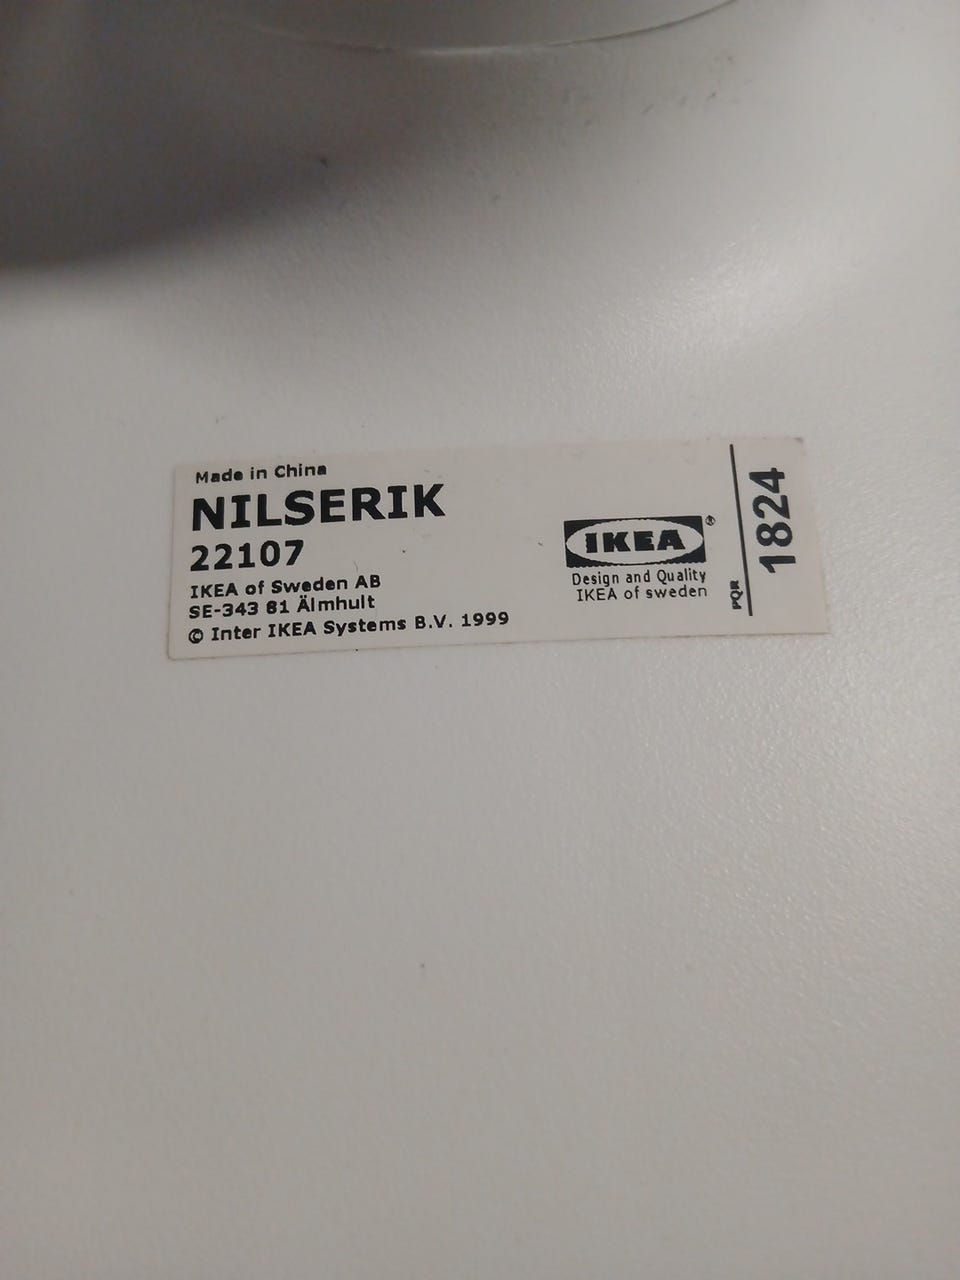 Made in China
NILSERIK
22107
IKEA of Sweden AB
SE-343 81 Älmhult
© Inter IKEA Systems B.V. 1999
IKEA®
Design and Quality
IKEA of sweden
PQR
1824